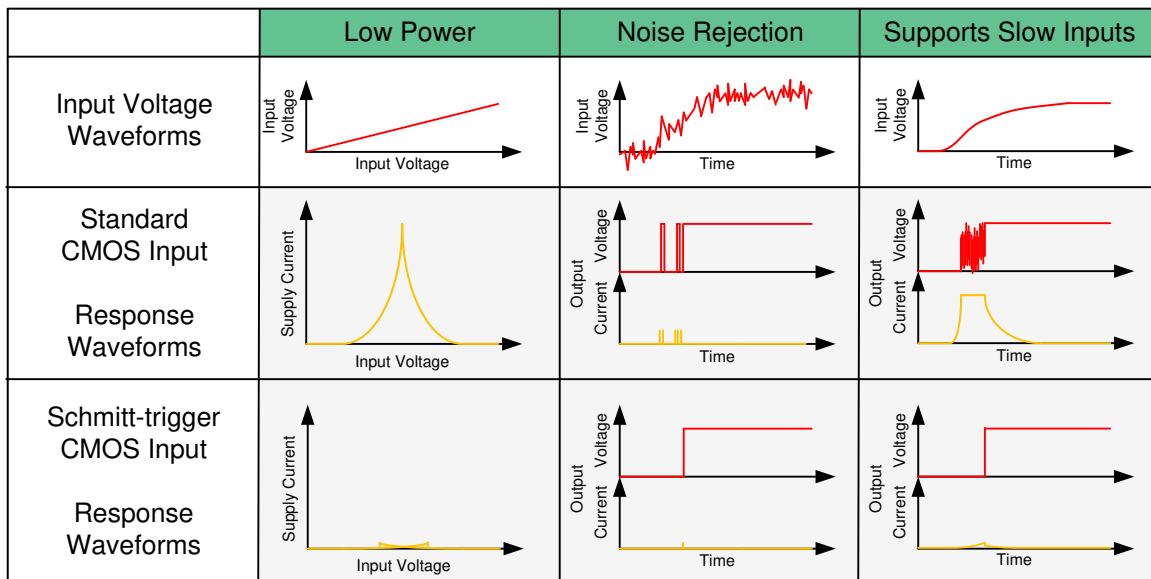 Low Power
Noise Rejection
Supports Slow Inputs
Input Voltage
Waveforms
Input
Voltage
Input Voltage
Input
Voltage
Time
Input
Voltage
Time
Standard
CMOS Input
Response
Waveforms
Supply Current
Input Voltage
Output
Current
Voltage
Time
Output
Current
Voltage
Time
Schmitt-trigger
CMOS Input
Response
Waveforms
Supply Current
Input Voltage
Output
Current
Voltage
Time
Output
Current
Voltage
Time